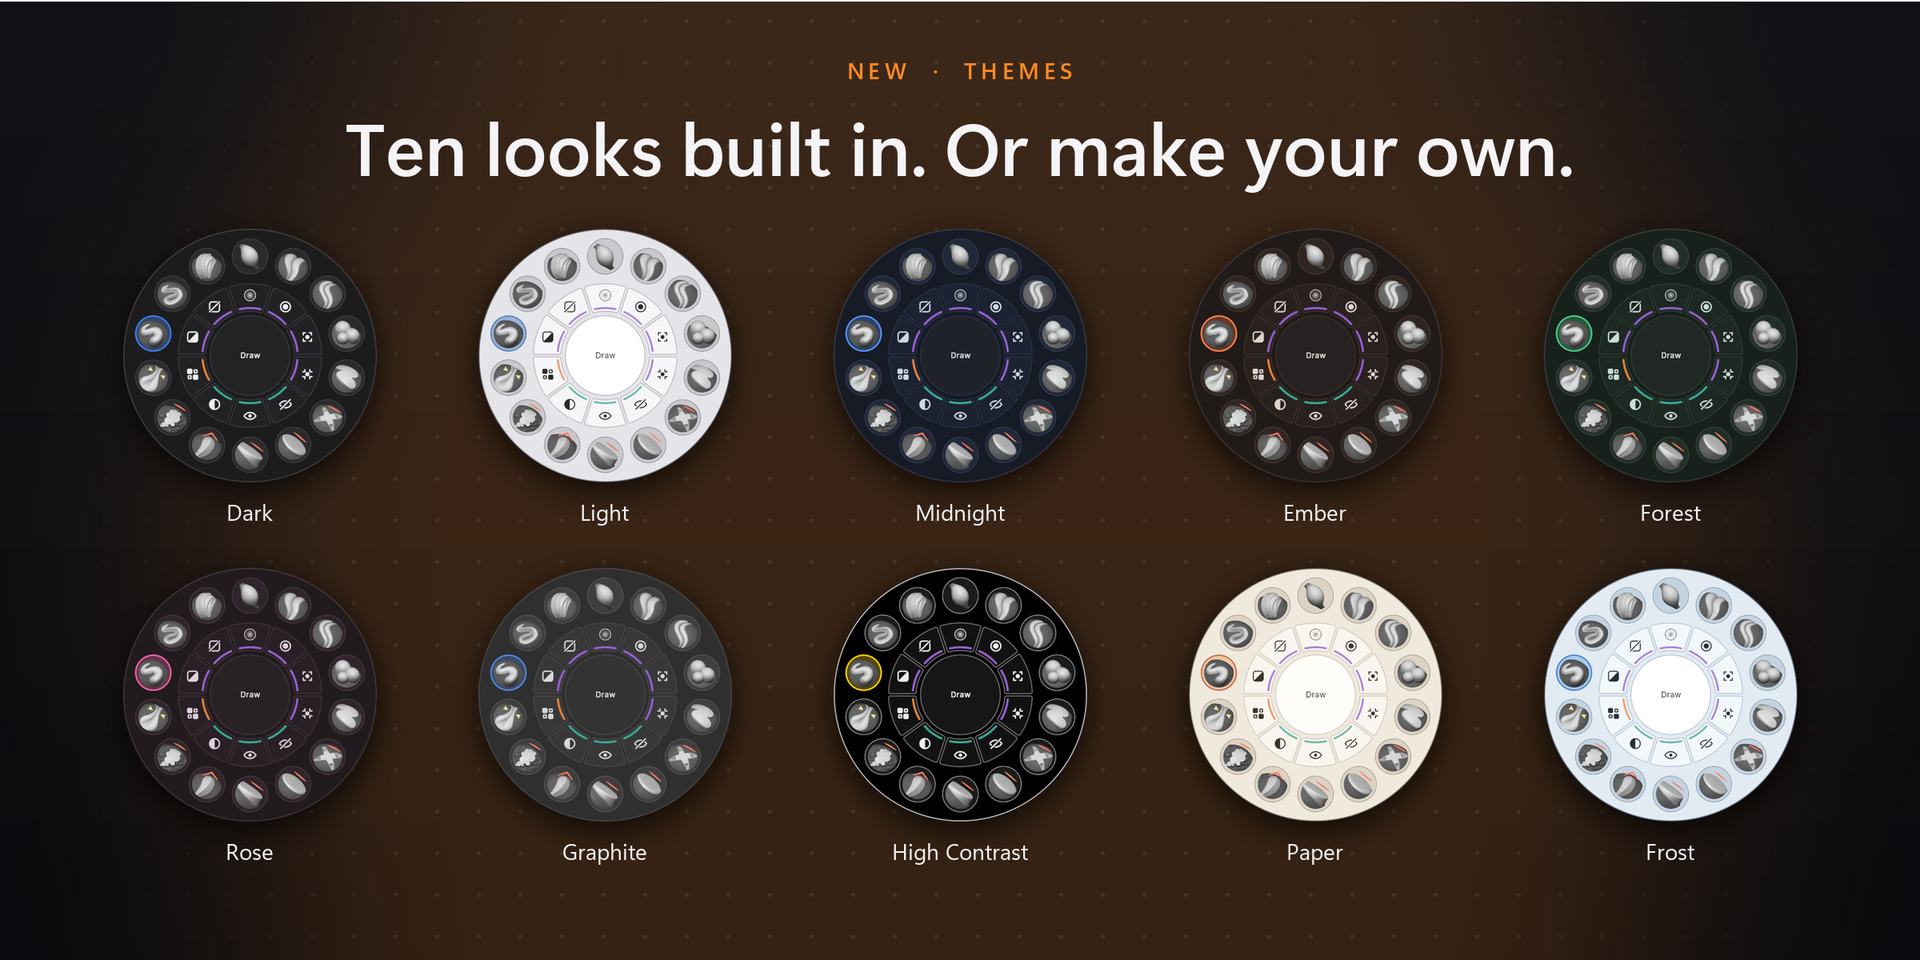 NEW · THEMES
Ten looks built in. Or make your own.
Draw
Draw
Draw
Draw
Draw
Dark
Light
Midnight
Ember
Forest
Draw
Draw
Draw
Draw
Draw
Rose
Graphite
High Contrast
Paper
Frost